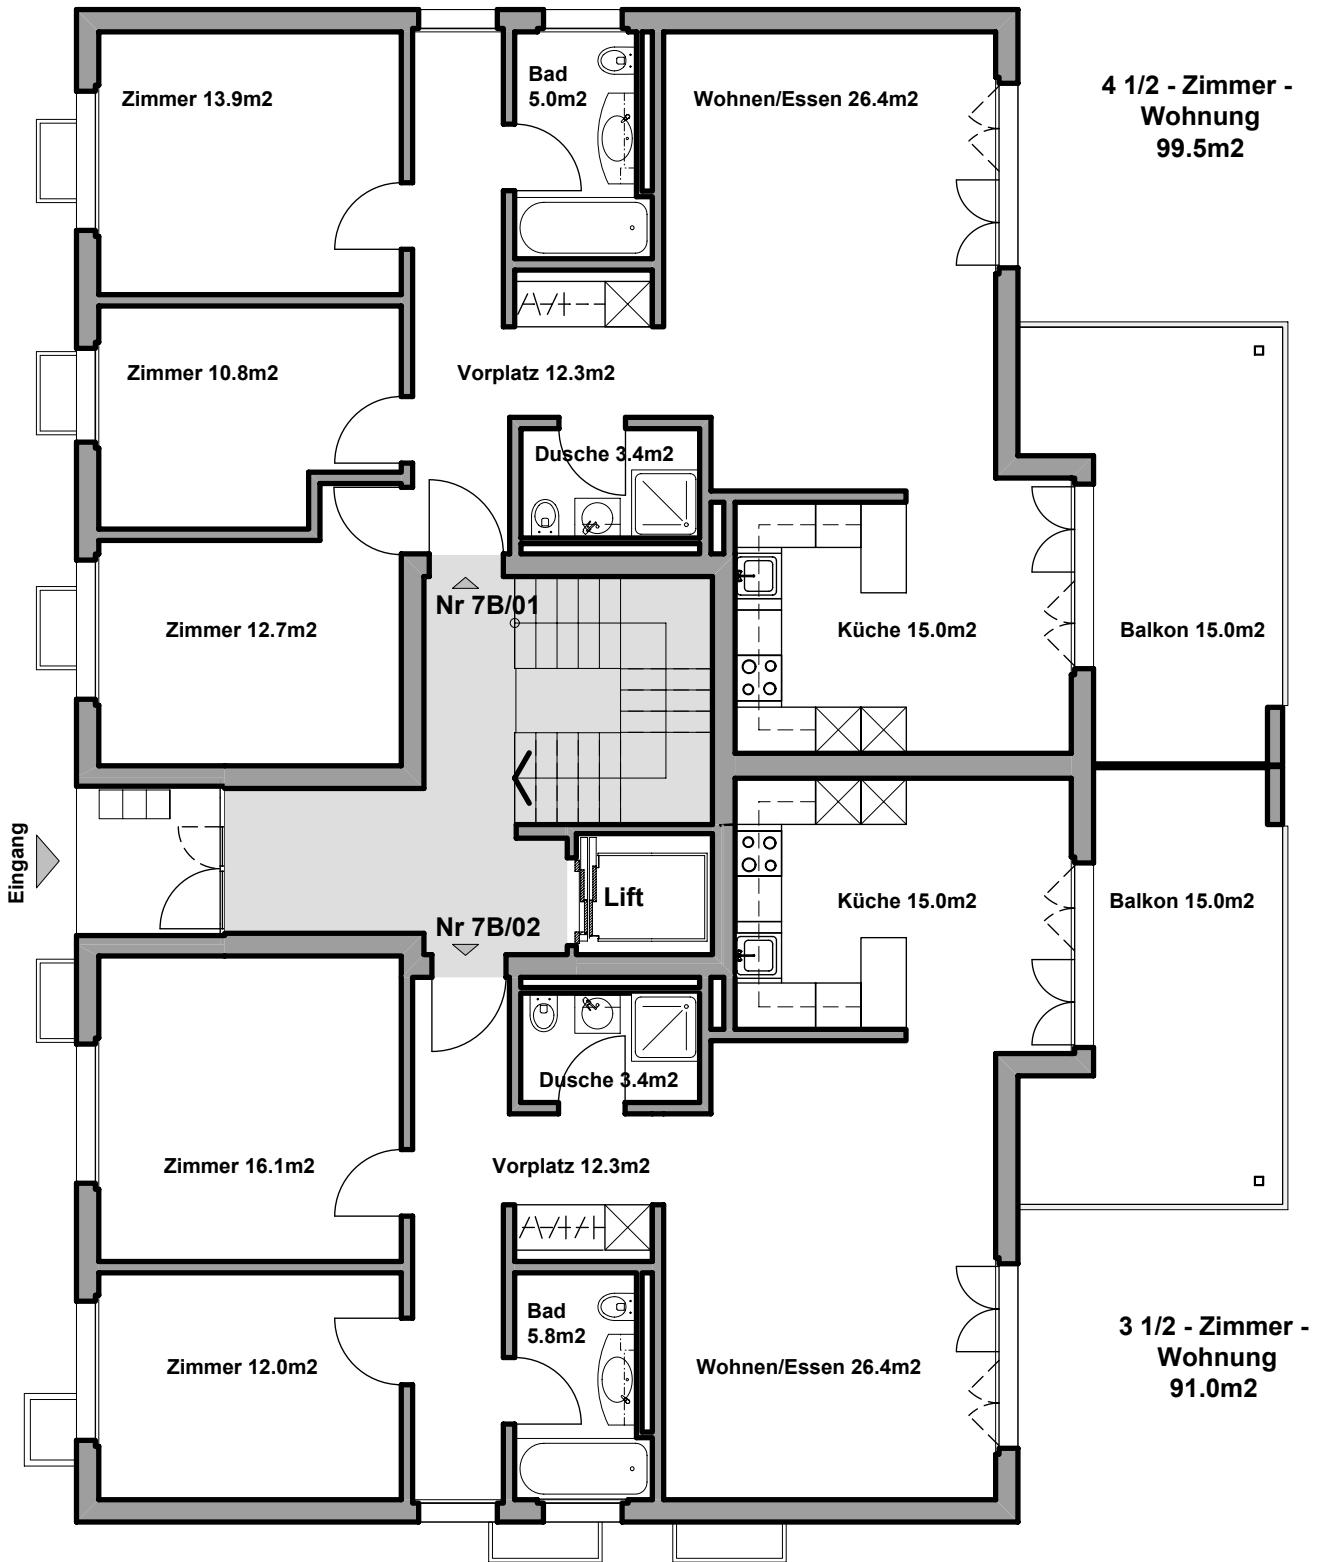 Zimmer 13.9m2
Bad
5.0m2
Wohnen/Essen 26.4m2
4 1/2 - Zimmer -
Wohnung
99.5m2
Zimmer 10.8m2
Vorplatz 12.3m2
Dusche 3.4m2
Nr 7B/01
Zimmer 12.7m2
Küche 15.0m2
Balkon 15.0m2
Eingang
Lift
Nr 7B/02
Küche 15.0m2
Balkon 15.0m2
Dusche 3.4m2
Zimmer 16.1m2
Vorplatz 12.3m2
Bad
5.8m2
Zimmer 12.0m2
Wohnen/Essen 26.4m2
3 1/2 - Zimmer -
Wohnung
91.0m2